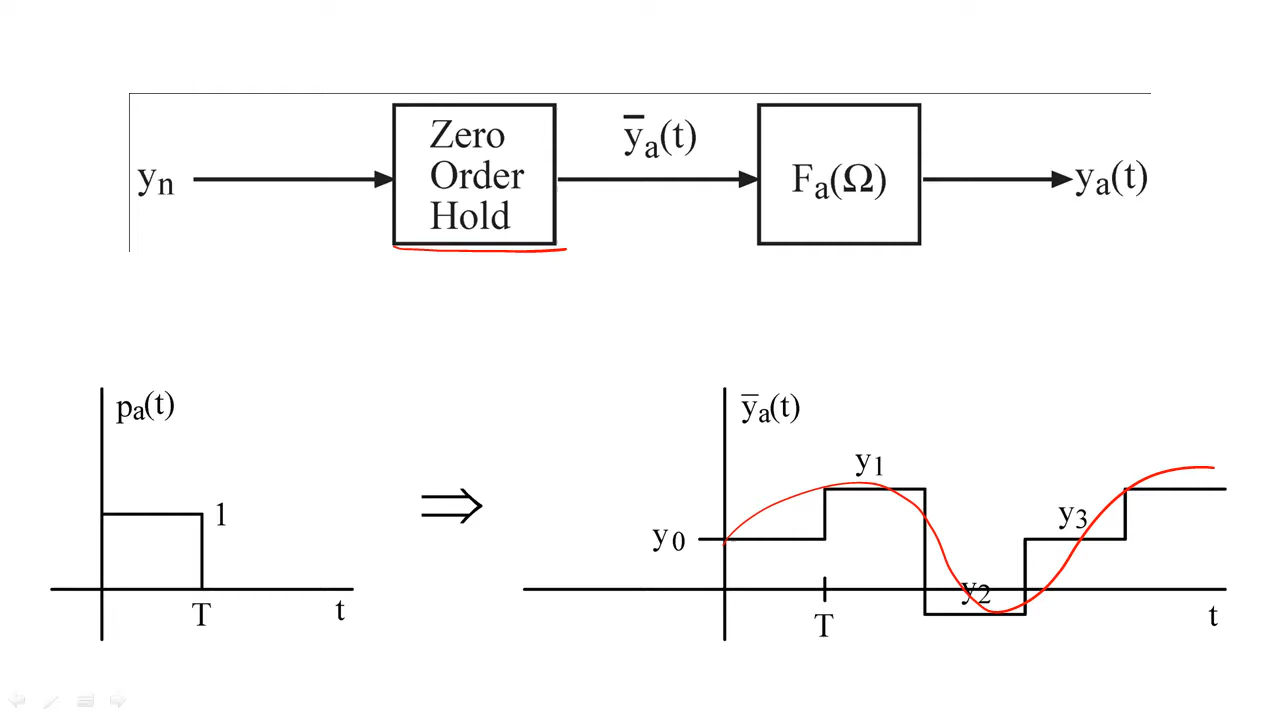 yₙ
Zero
Order
Hold
y̅ₐ(t)
Fₐ(Ω)
yₐ(t)
pₐ(t)
1
T
t
⇒
y̅ₐ(t)
y₀
y₁
y₂
y₃
T
t